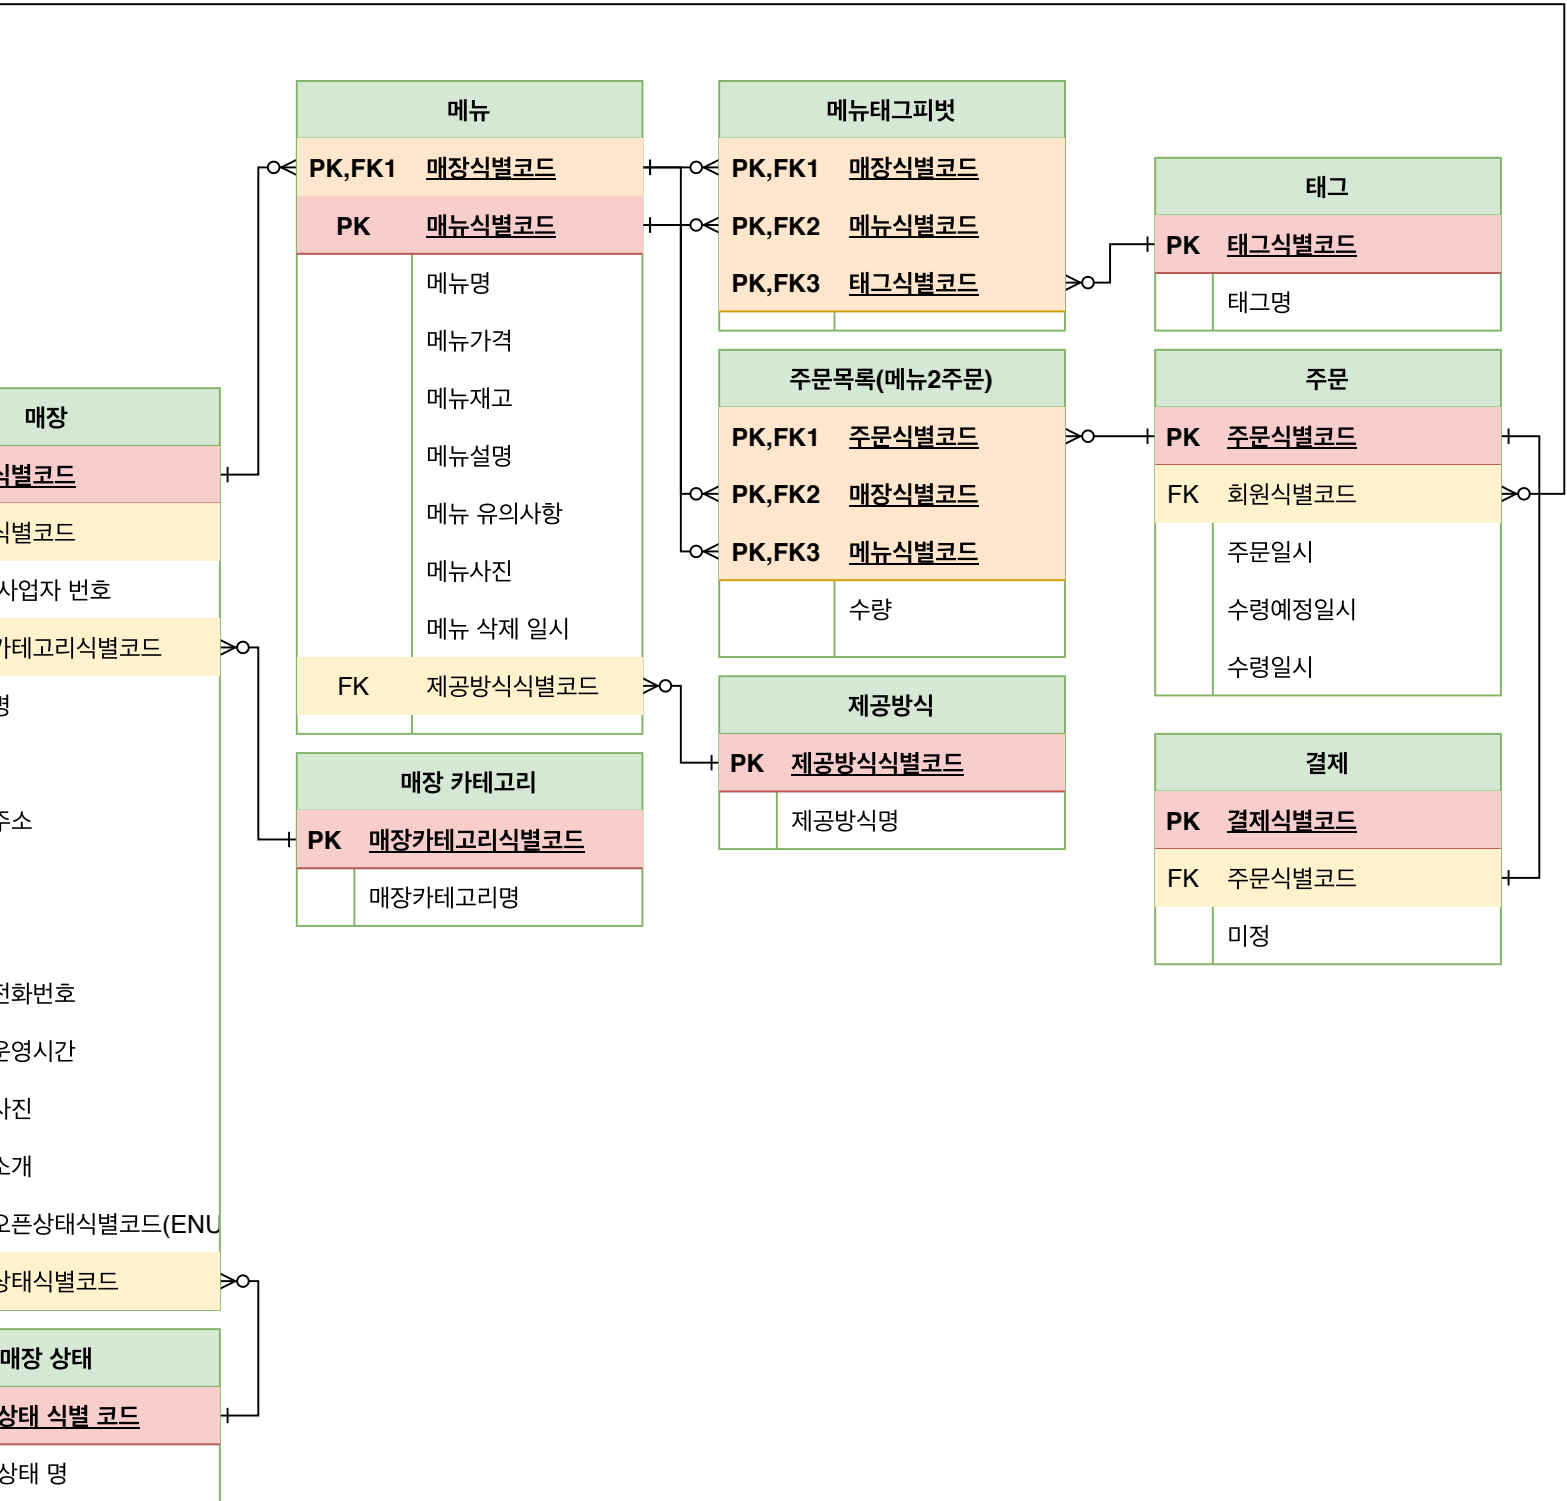 메뉴
PK,FK1 매장식별코드
PK 매뉴식별코드
메뉴명
메뉴가격
메뉴재고
메뉴설명
메뉴 유의사항
메뉴사진
메뉴 삭제 일시
FK 제공방식식별코드
메뉴태그피벗
PK,FK1 매장식별코드
PK,FK2 메뉴식별코드
PK,FK3 태그식별코드
태그
PK 태그식별코드
태그명
주문목록(메뉴2주문)
PK,FK1 주문식별코드
PK,FK2 매장식별코드
PK,FK3 메뉴식별코드
수량
주문
PK 주문식별코드
FK 회원식별코드
주문일시
수령예정일시
수령일시
매장
식별코드
식별코드
사업자 번호
카테고리식별코드
명
주소
전화번호
운영시간
사진
소개
오픈상태식별코드(ENU
상태식별코드
매장 카테고리
PK 매장카테고리식별코드
매장카테고리명
제공방식
PK 제공방식식별코드
제공방식명
결제
PK 결제식별코드
FK 주문식별코드
미정
매장 상태
상태 식별 코드
상태 명